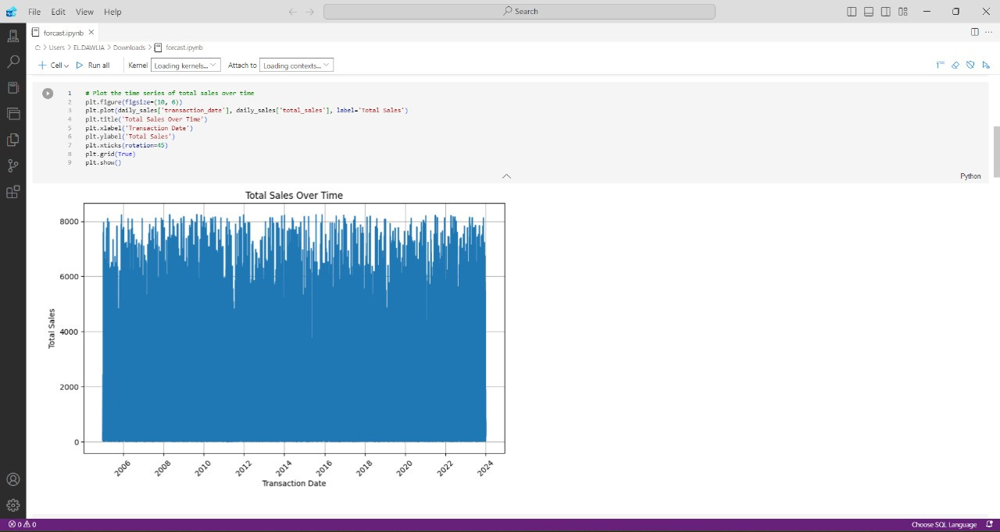 File Edit View Help
Search
forcast.ipynb
C: > Users > EL.DAWLIA > Downloads > forcast.ipynb
Cell Run all Kernel Loading kernels... Attach to Loading contexts...
1 # Plot the time series of total sales over time
2 plt.figure(figsize=(10, 6))
3 plt.plot(daily_sales['transaction_date'], daily_sales['total_sales'], label='Total Sales')
4 plt.title('Total Sales Over Time')
5 plt.xlabel('Transaction Date')
6 plt.ylabel('Total Sales')
7 plt.xticks(rotation=45)
8 plt.grid(True)
9 plt.show()
Python
Total Sales Over Time
8000
6000
4000
2000
0
Total Sales
2006 2008 2010 2012 2014 2016 2018 2020 2022 2024
Transaction Date
0 0
Choose SQL Language